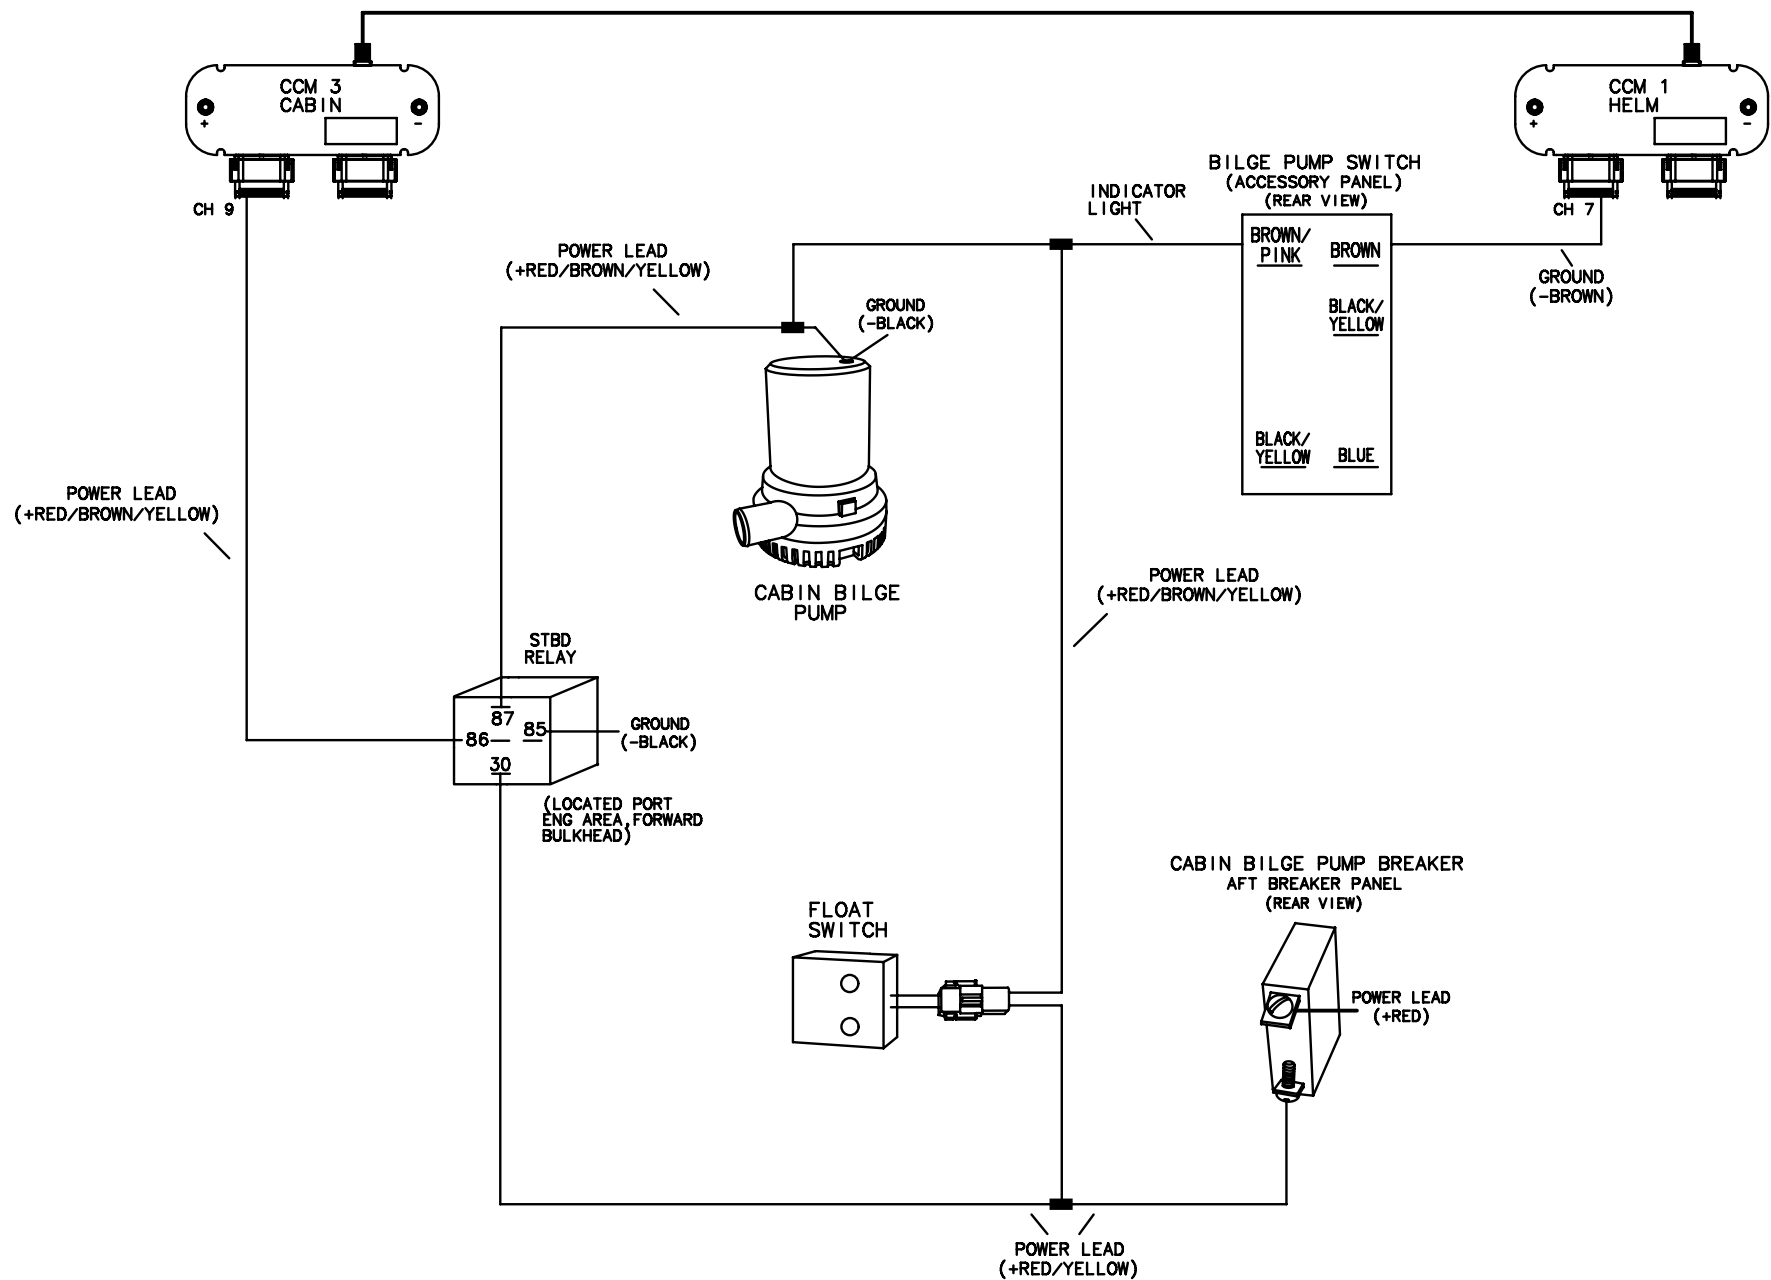 CCM 3
CABIN
+
-
CH 9
CCM 1
HELM
+
-
CH 7
BILGE PUMP SWITCH
(ACCESSORY PANEL)
(REAR VIEW)
INDICATOR
LIGHT
BROWN/
PINK
BROWN
BLACK/
YELLOW
BLACK/
YELLOW
BLUE
GROUND
(-BROWN)
POWER LEAD
(+RED/BROWN/YELLOW)
GROUND
(-BLACK)
CABIN BILGE
PUMP
POWER LEAD
(+RED/BROWN/YELLOW)
POWER LEAD
(+RED/BROWN/YELLOW)
STBD
RELAY
87
86
85
30
GROUND
(-BLACK)
(LOCATED PORT
ENG AREA,FORWARD
BULKHEAD)
FLOAT
SWITCH
CABIN BILGE PUMP BREAKER
AFT BREAKER PANEL
(REAR VIEW)
POWER LEAD
(+RED)
POWER LEAD
(+RED/YELLOW)